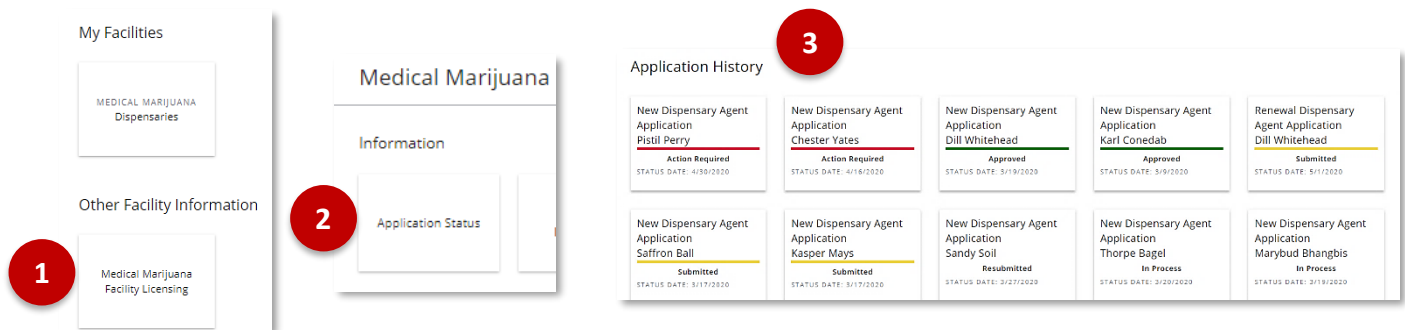 My Facilities
MEDICAL MARIJUANA
Dispensaries
Other Facility Information
1
Medical Marijuana
Facility Licensing
Medical Marijuana
Information
2
Application Status
3
Application History
New Dispensary Agent
Application
Pistil Perry
Action Required
STATUS DATE: 4/30/2020
New Dispensary Agent
Application
Chester Yates
Action Required
STATUS DATE: 4/16/2020
New Dispensary Agent
Application
Dill Whitehead
Approved
STATUS DATE: 3/19/2020
New Dispensary Agent
Application
Karl Conedab
Approved
STATUS DATE: 3/9/2020
Renewal Dispensary
Agent Application
Dill Whitehead
Submitted
STATUS DATE: 5/1/2020
New Dispensary Agent
Application
Saffron Ball
Submitted
STATUS DATE: 3/17/2020
New Dispensary Agent
Application
Kasper Mays
Submitted
STATUS DATE: 3/17/2020
New Dispensary Agent
Application
Sandy Soil
Resubmitted
STATUS DATE: 3/27/2020
New Dispensary Agent
Application
Thorpe Bagel
In Process
STATUS DATE: 3/20/2020
New Dispensary Agent
Application
Marybud Bhangbis
In Process
STATUS DATE: 3/19/2020